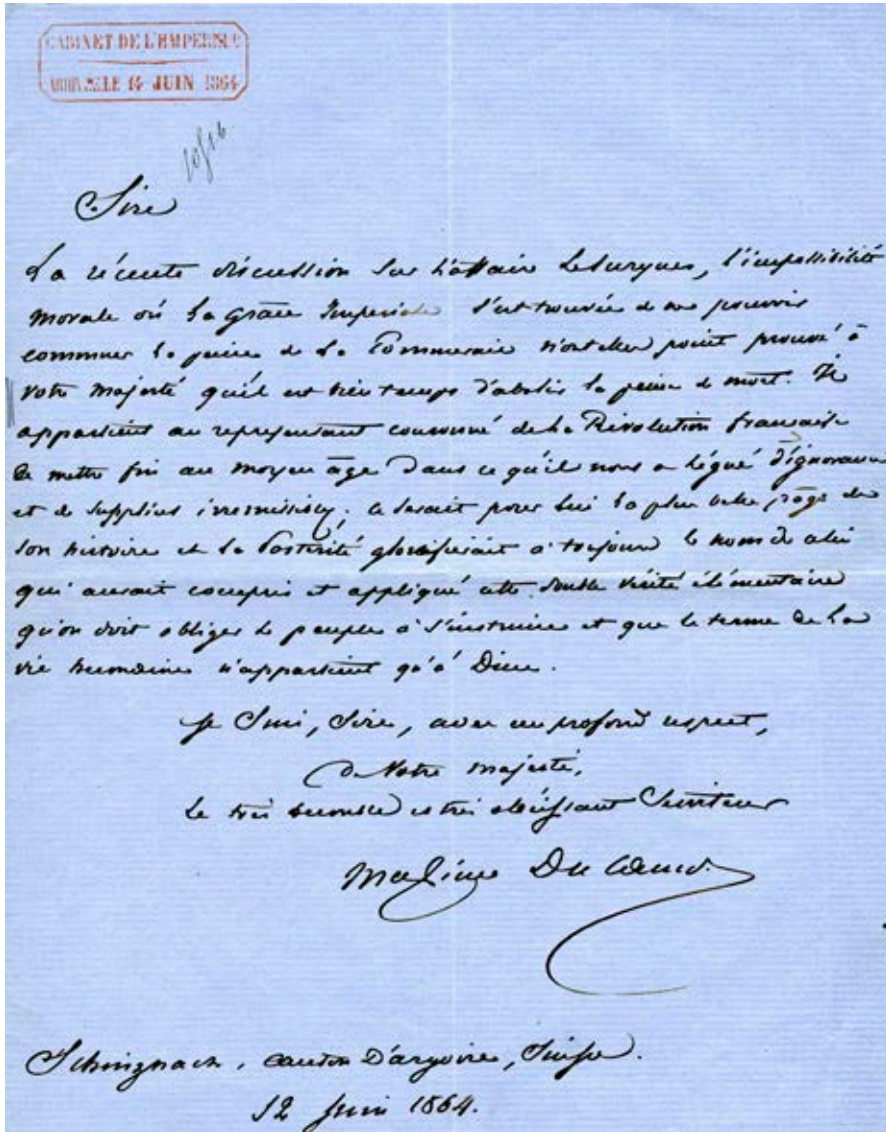 CABINET DE L'EMPEREUR
ARRIVÉE LE 14 JUIN 1864
Sire
La récente discussion sur l'affaire Lesurques, l'impossibilité
morale où la grâce Impériale s'est trouvée de ne pouvoir
commuer la peine de La Pommerais n'ont elles point prouvé à
votre majesté qu'il est bien temps d'abolir la peine de mort. Il
appartient au représentant couronné de la Révolution française
de mettre fin au moyen âge dans ce qu'il nous a légué d'ignorance
et de supplices ; ce serait pour lui la plus belle page de
son histoire et la Postérité glorifierait à toujours le nom de celui
qui aurait compris et appliqué cette double vérité élémentaire
qu'on doit obliger le peuple à s'instruire et que le terme de la
vie humaine n'appartient qu'à Dieu.
Je suis, Sire, avec un profond respect,
de Votre majesté,
Le très humble et très obéissant Serviteur
Maxime Du Camp.
Schinznach, canton d'argovie, Suisse.
12 Juin 1864.